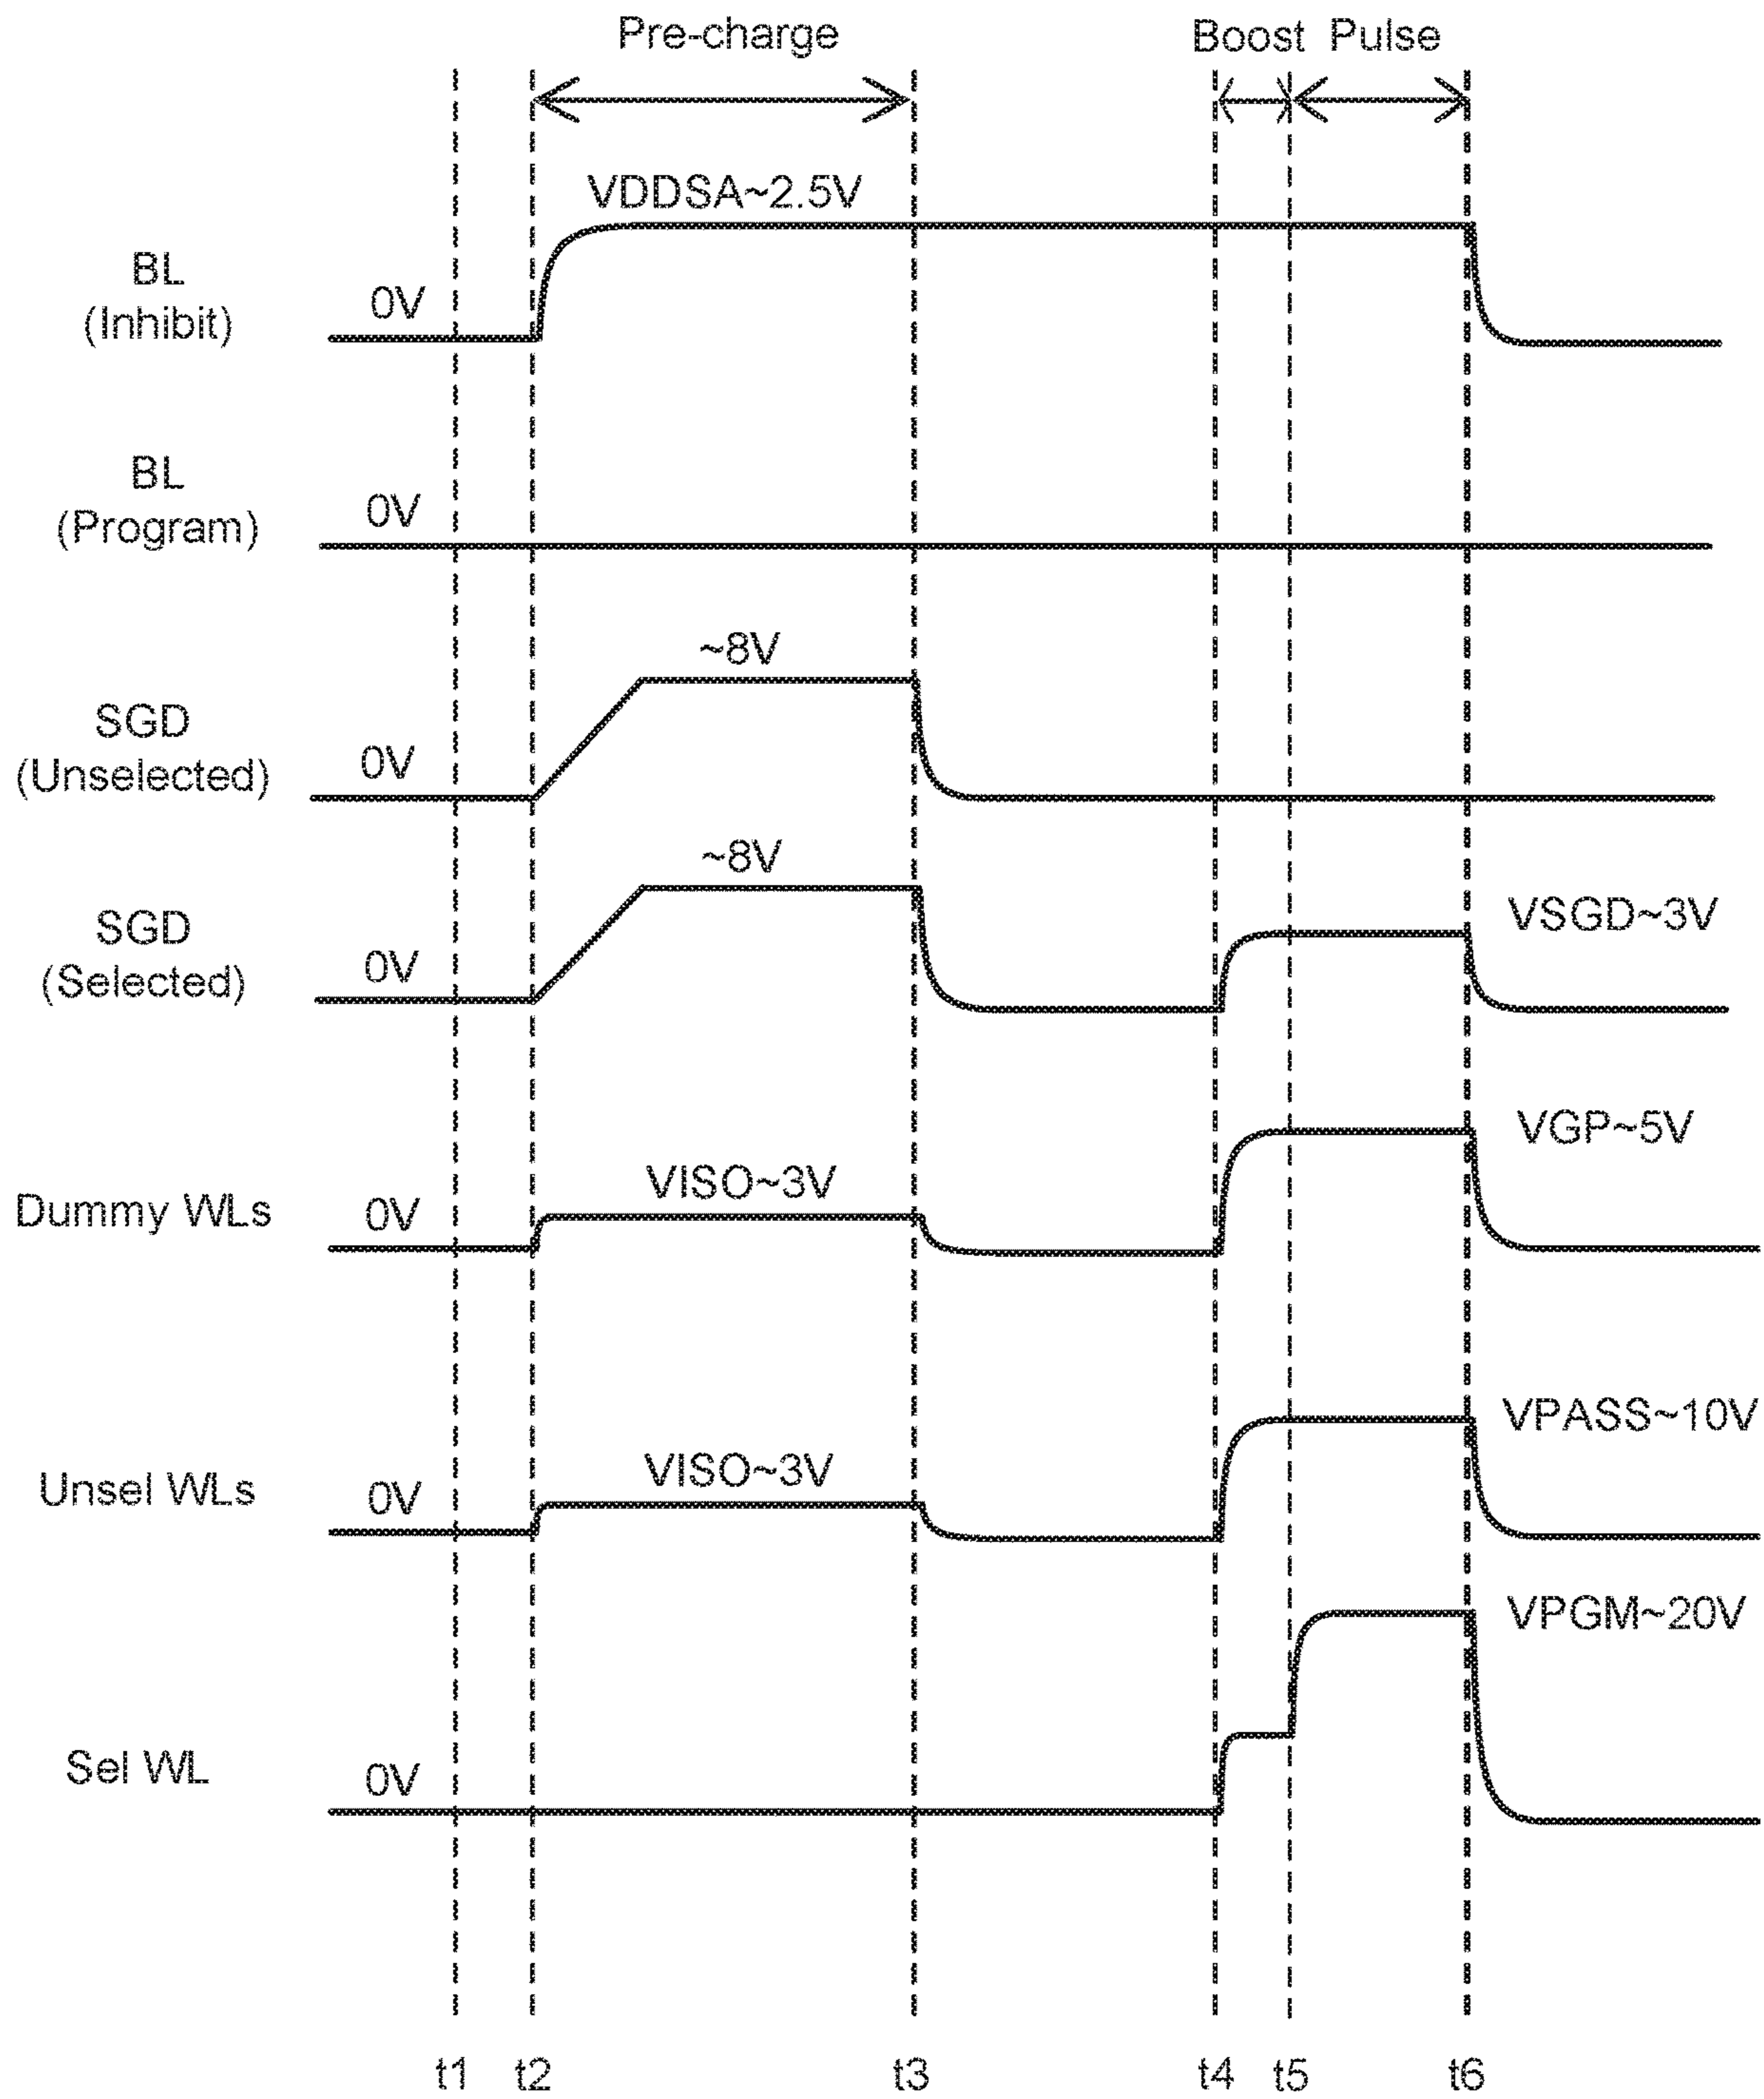 Pre-charge
Boost Pulse
VDDSA~2.5V
BL
(Inhibit)
0V
BL
(Program)
0V
~8V
SGD
(Unselected)
0V
~8V
SGD
(Selected)
0V
VSGD~3V
VGP~5V
VISO~3V
Dummy WLs
0V
VPASS~10V
VISO~3V
Unsel WLs
0V
VPGM~20V
Sel WL
0V
t1 t2 t3 t4 t5 t6